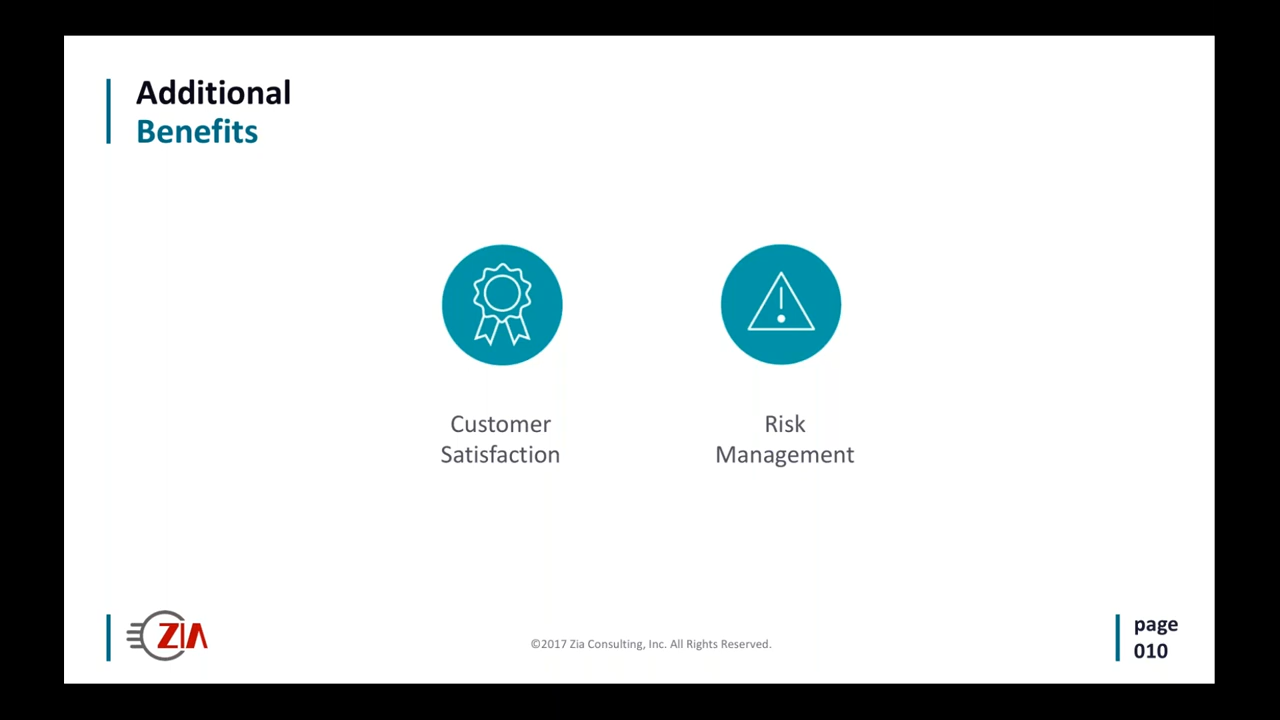 Additional
Benefits
Customer
Satisfaction
Risk
Management
ZIA
©2017 Zia Consulting, Inc. All Rights Reserved.
page
010